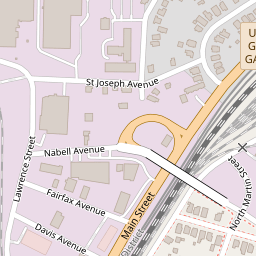 U
G
GA
St Joseph Avenue
Lawrence Street
Nabell Avenue
North Martin Street
Fairfax Avenue
Main Street
Davis Avenue